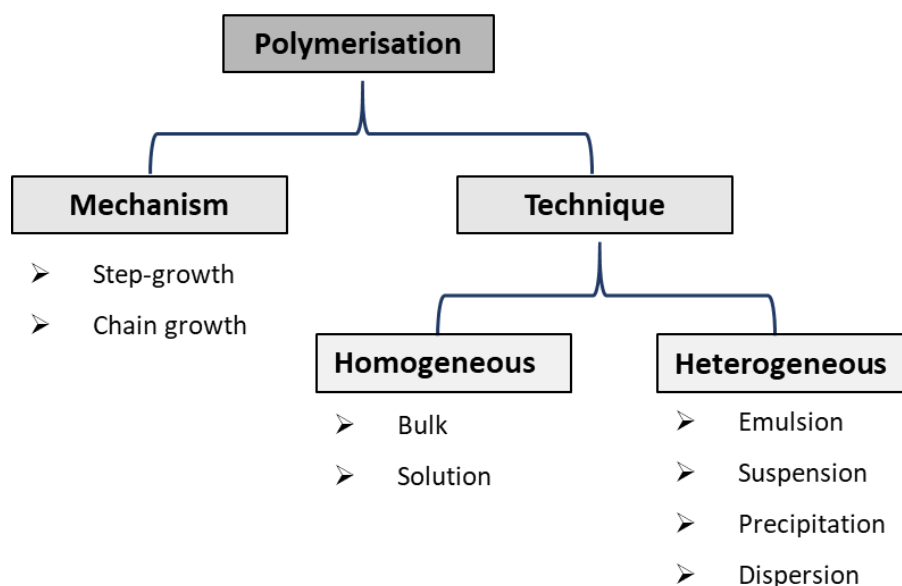 Polymerisation
Mechanism
Step-growth
Chain growth
Technique
Homogeneous
Bulk
Solution
Heterogeneous
Emulsion
Suspension
Precipitation
Dispersion